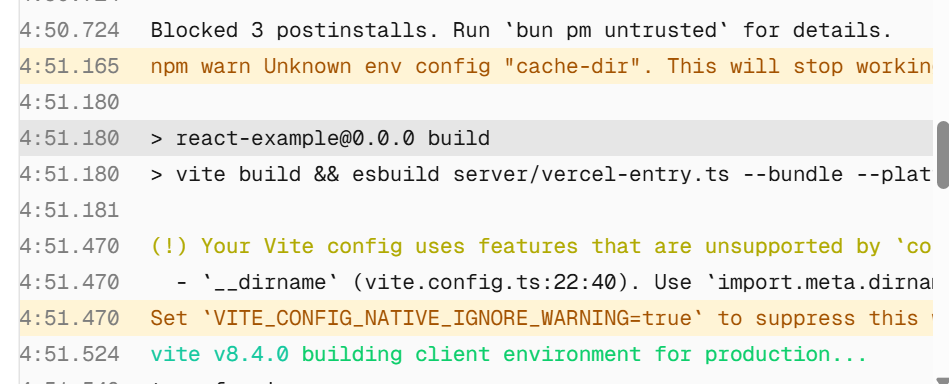 4:50.724 Blocked 3 postinstalls. Run `bun pm untrusted` for details.
4:51.165 npm warn Unknown env config "cache-dir". This will stop workin
4:51.180
4:51.180 > react-example@0.0.0 build
4:51.180 > vite build && esbuild server/vercel-entry.ts --bundle --plat
4:51.181
4:51.470 (!) Your Vite config uses features that are unsupported by `co
4:51.470 - `__dirname` (vite.config.ts:22:40). Use `import.meta.dirna
4:51.470 Set `VITE_CONFIG_NATIVE_IGNORE_WARNING=true` to suppress this
4:51.524 vite v8.4.0 building client environment for production...